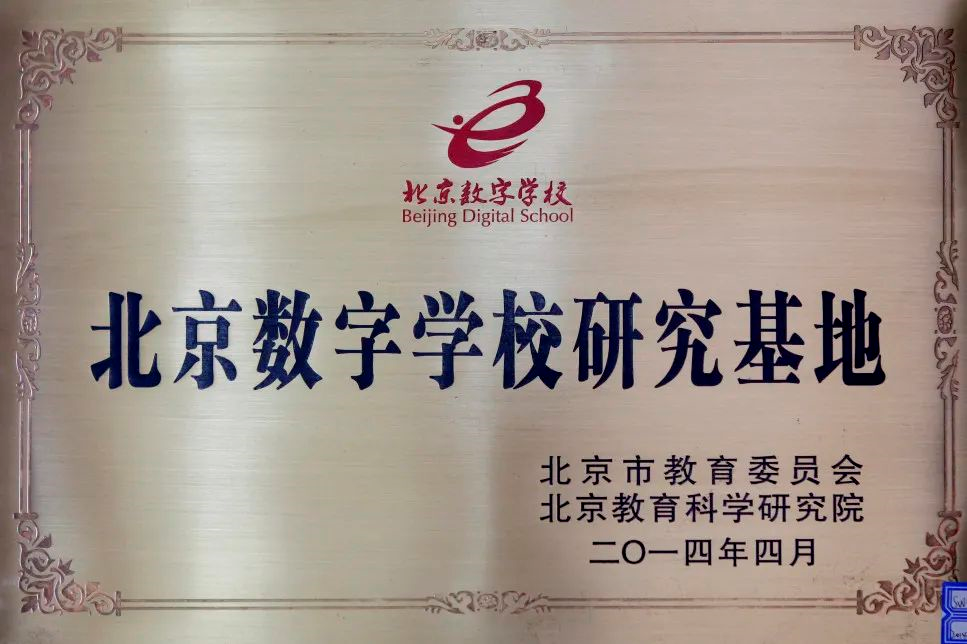 北京数字学校
Beijing Digital School
北京数字学校研究基地
北京市教育委员会
北京教育科学研究院
二〇一四年四月